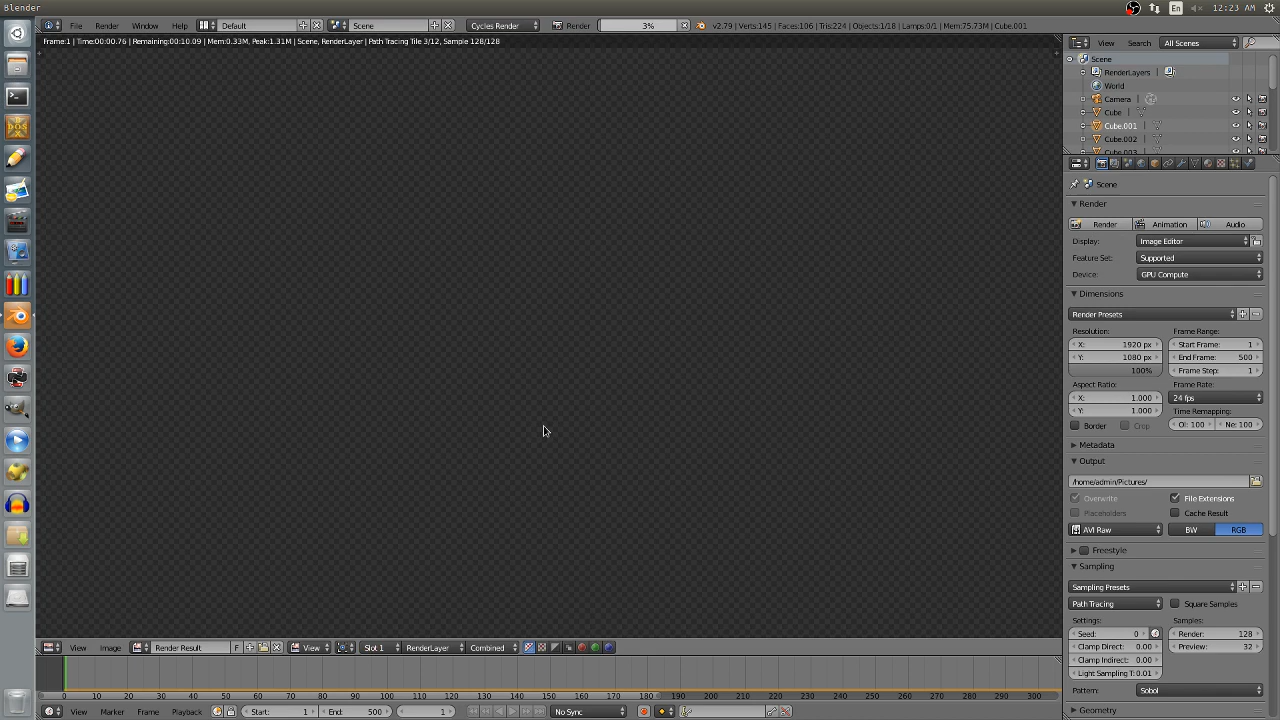 Blender
En
12:23 AM
File Render Window Help Default Scene Cycles Render Render 3% v2.79 | Verts:145 | Faces:106 | Tris:224 | Objects:1/18 | Lamps:0/1 | Mem:75.73M | Cube.001
Frame:1 | Time:00:00.76 | Remaining:00:10.09 | Mem:0.33M, Peak:1.31M | Scene, RenderLayer | Path Tracing Tile 3/12, Sample 128/128
View Search All Scenes
Scene
RenderLayers |
World
Camera |
Cube |
Cube.001 |
Cube.002 |
Cube.003
Scene
Render
Render Animation Audio
Display: Image Editor
Feature Set: Supported
Device: GPU Compute
Dimensions
Render Presets
Resolution: Frame Range:
X: 1920 px Start Frame: 1
Y: 1080 px End Frame: 500
100% Frame Step: 1
Aspect Ratio: Frame Rate:
X: 1.000 24 fps
Y: 1.000 Time Remapping:
Border Crop Ol: 100 Ne: 100
Metadata
Output
/home/admin/Pictures/
Overwrite File Extensions
Placeholders Cache Result
AVI Raw BW RGB
Freestyle
Sampling
Sampling Presets
Path Tracing Square Samples
Settings: Samples:
Seed: 0 Render: 128
Clamp Direct: 0.00 Preview: 32
Clamp Indirect: 0.00
Light Sampling T: 0.01
Pattern: Sobol
Geometry
View Image Render Result F View Slot 1 RenderLayer Combined
0 10 20 30 40 50 60 70 80 90 100 110 120 130 140 150 160 170 180 190 200 210 220 230 240 250 260 270 280 290 300
View Marker Frame Playback Start: 1 End: 500 1 No Sync